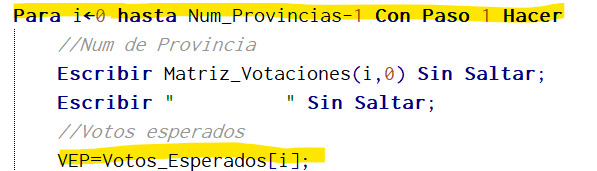 Para i←0 hasta Num_Provincias-1 Con Paso 1 Hacer
//Num de Provincia
Escribir Matriz_Votaciones(i,0) Sin Saltar;
Escribir "          " Sin Saltar;
//Votos esperados
VEP=Votos_Esperados[i];